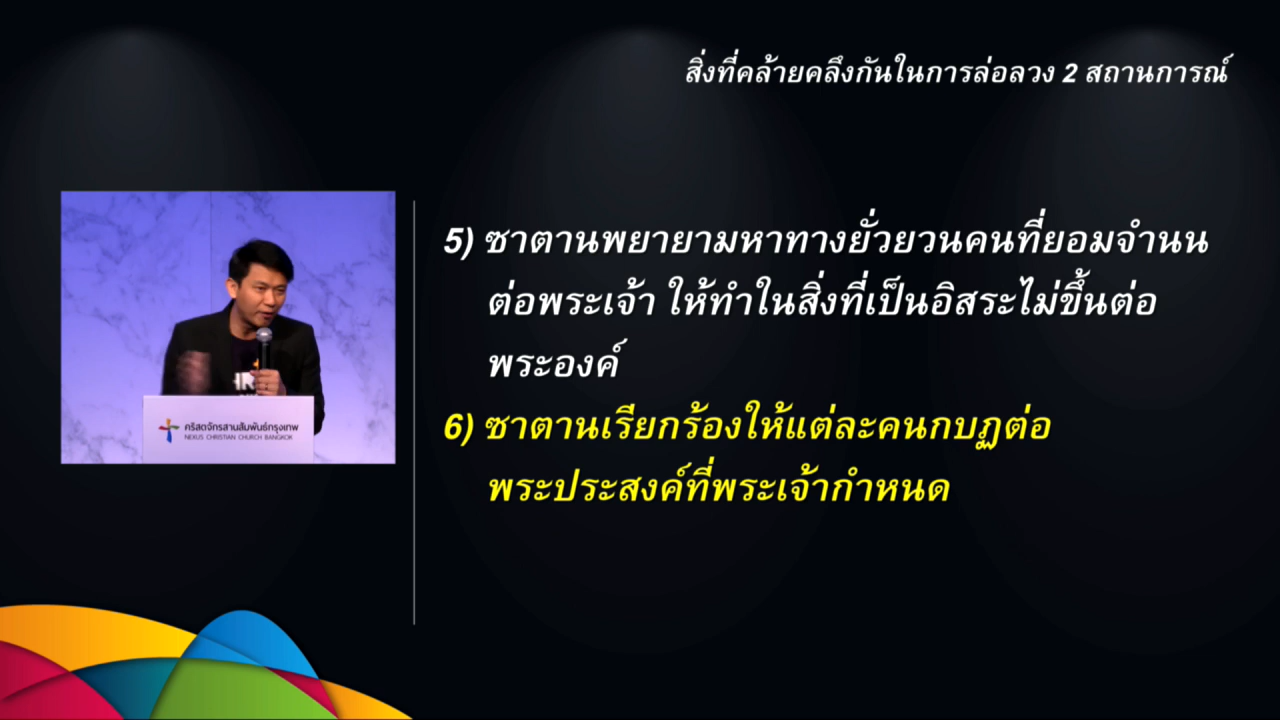 สิ่งที่คล้ายคลึงกันในการล่อลวง 2 สถานการณ์
5) ซาตานพยายามหาทางยั่วยวนคนที่ยอมจำนน
ต่อพระเจ้า ให้ทำในสิ่งที่เป็นอิสระไม่ขึ้นต่อ
พระองค์
6) ซาตานเรียกร้องให้แต่ละคนกบฏต่อ
พระประสงค์ที่พระเจ้ากำหนด
คริสตจักรสานสัมพันธ์กรุงเทพ
NEXUS CHRISTIAN CHURCH BANGKOK